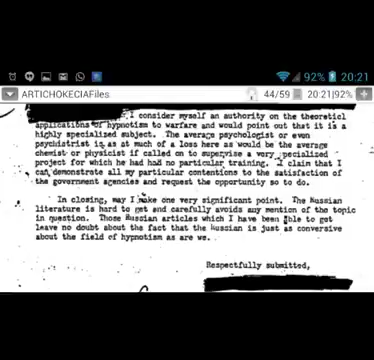 92% 20:21
ARTICHOKECIAFiles 44/59 20:21|92%
I consider myself an authority on the theoreticl
applications of hypnotism to warfare and would point out that it is a
highly specialized subject. The average psychologist or even
psychiatrist is as at much of a loss here as would be the average
chemist or physicist if called on to supervise a very specialized
project for which he had had no particular training. I claim that I
can demonstrate all my particular contentions to the satisfaction of
the government agencies and request the opportunity so to do.
In closing, may I make one very significant point. The Russian
literature is hard to get and carefully avoids any mention of the topic
in question. Those Russian articles which I have been able to get
leave no doubt about the fact that the Russian is just as conversive
about the field of hypnotism as are we.
Respectfully submitted,